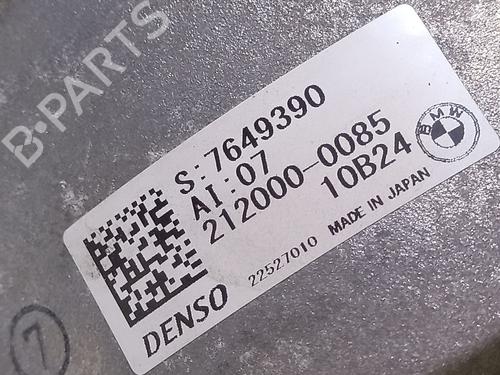 B-PARTS
S:7649390
AI:07
212000-0085
10B24
BMW
DENSO
22527010 MADE IN JAPAN
7